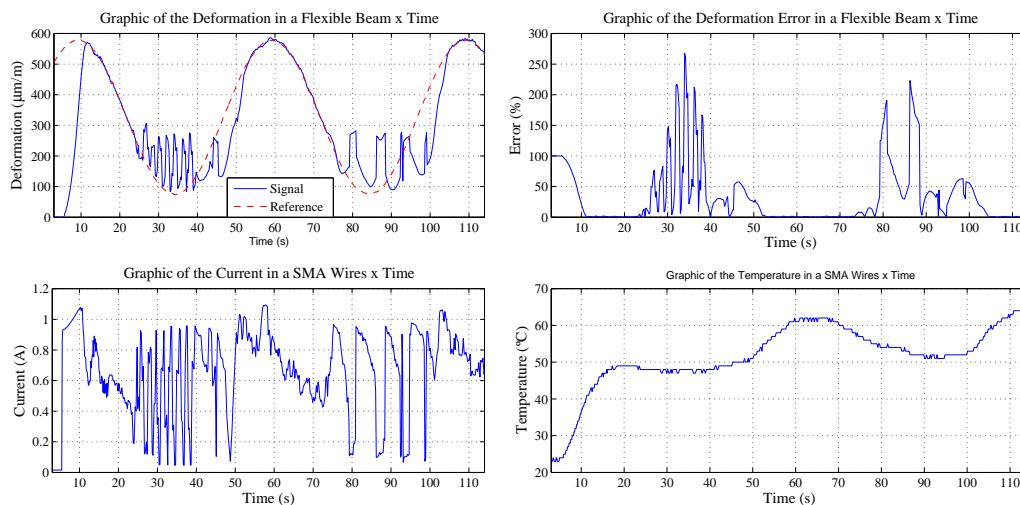 Graphic of the Deformation in a Flexible Beam x Time
600
500
400
300
200
100
0
Deformation (µm/m)
10 20 30 40 50 60 70 80 90 100 110
Time (s)
Signal
Reference
Graphic of the Deformation Error in a Flexible Beam x Time
300
250
200
150
100
50
0
Error (%)
10 20 30 40 50 60 70 80 90 100 110
Time (s)
Graphic of the Current in a SMA Wires x Time
1.2
1
0.8
0.6
0.4
0.2
0
Current (A)
10 20 30 40 50 60 70 80 90 100 110
Time (s)
Graphic of the Temperature in a SMA Wires x Time
70
60
50
40
30
20
Temperature (ºC)
10 20 30 40 50 60 70 80 90 100 110
Time (s)